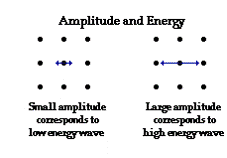 Amplitude and Energy
Small amplitude
corresponds to
low energy wave
Large amplitude
corresponds to
high energy wave